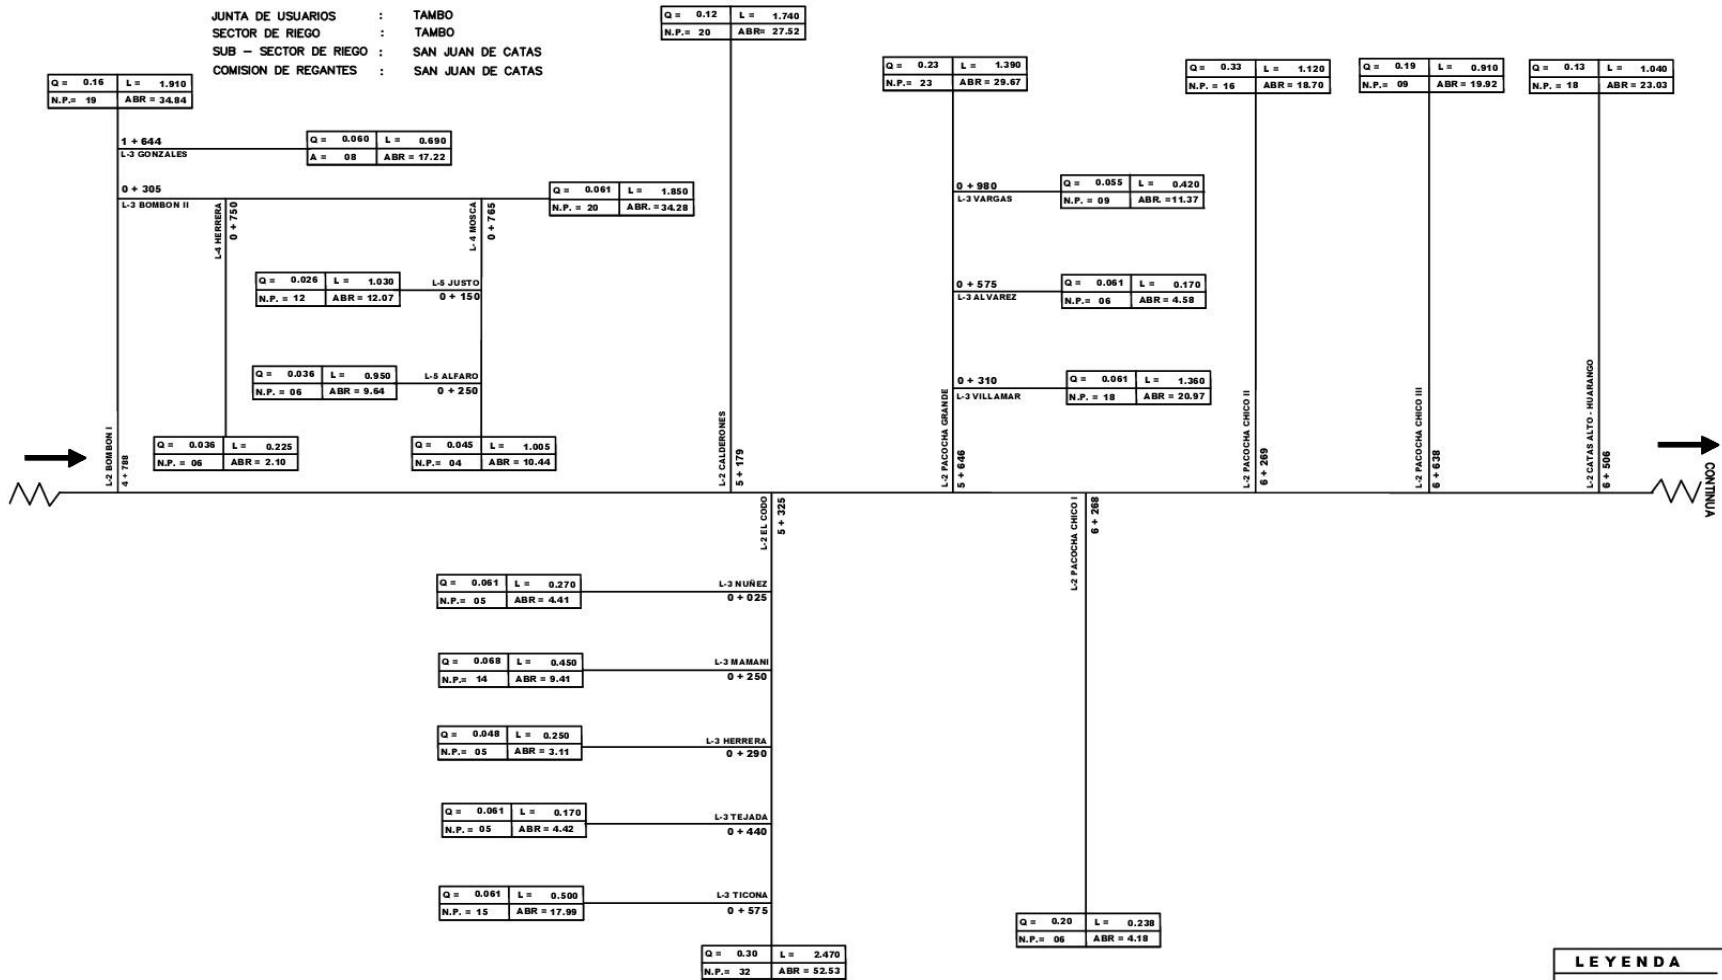 JUNTA DE USUARIOS : TAMBO
SECTOR DE RIEGO : TAMBO
SUB – SECTOR DE RIEGO : SAN JUAN DE CATAS
COMISION DE REGANTES : SAN JUAN DE CATAS
Q = 0.16 L = 1.910
N.P.= 19 ABR = 34.84
1 + 644
L-3 GONZALES
Q = 0.060 L = 0.690
A = 08 ABR = 17.22
0 + 305
L-3 BOMBON II
Q = 0.061 L = 1.850
N.P. = 20 ABR. = 34.28
L-4 HERRERA
0 + 750
L- 4 MOSCA
0 + 765
Q = 0.026 L = 1.030
N.P. = 12 ABR = 12.07
L-5 JUSTO
0 + 150
Q = 0.036 L = 0.950
N.P. = 06 ABR = 9.64
L-5 ALFARO
0 + 250
Q = 0.036 L = 0.225
N.P. = 06 ABR = 2.10
Q = 0.045 L = 1.005
N.P. = 04 ABR = 10.44
L-2 BOMBON I
4 + 788
Q = 0.12 L = 1.740
N.P.= 20 ABR= 27.52
L-2 CALDERONES
5 + 179
Q = 0.23 L = 1.390
N.P.= 23 ABR = 29.67
0 + 980
L-3 VARGAS
Q = 0.055 L = 0.420
N.P. = 09 ABR. =11.37
0 + 575
L-3 ALVAREZ
Q = 0.061 L = 0.170
N.P. = 06 ABR = 4.58
0 + 310
L-3 VILLAMAR
Q = 0.061 L = 1.360
N.P. = 18 ABR = 20.97
L-2 PACOCHA GRANDE
5 + 646
Q = 0.33 L = 1.120
N.P. = 16 ABR = 18.70
L-2 PACOCHA CHICO II
6 + 269
Q = 0.19 L = 0.910
N.P.= 09 ABR = 19.92
L-2 PACOCHA CHICO III
6 + 638
Q = 0.13 L = 1.040
N.P. = 18 ABR = 23.03
L-2 CATAS ALTO - HUARANGO
6 + 506
CONTINUA
L-2 EL CODO
5 + 325
Q = 0.061 L = 0.270
N.P.= 05 ABR = 4.41
L-3 NUÑEZ
0 + 025
Q = 0.068 L = 0.450
N.P.= 14 ABR = 9.41
L-3 MAMANI
0 + 250
Q = 0.048 L = 0.250
N.P.= 05 ABR = 3.11
L-3 HERRERA
0 + 290
Q = 0.061 L = 0.170
N.P. = 05 ABR = 4.42
L-3 TEJADA
0 + 440
Q = 0.061 L = 0.500
N.P. = 15 ABR = 17.99
L-3 TICONA
0 + 575
Q = 0.30 L = 2.470
N.P. = 32 ABR = 52.53
L-2 PACOCHA CHICO I
6 + 268
Q = 0.20 L = 0.238
N.P.= 06 ABR = 4.18
LEYENDA